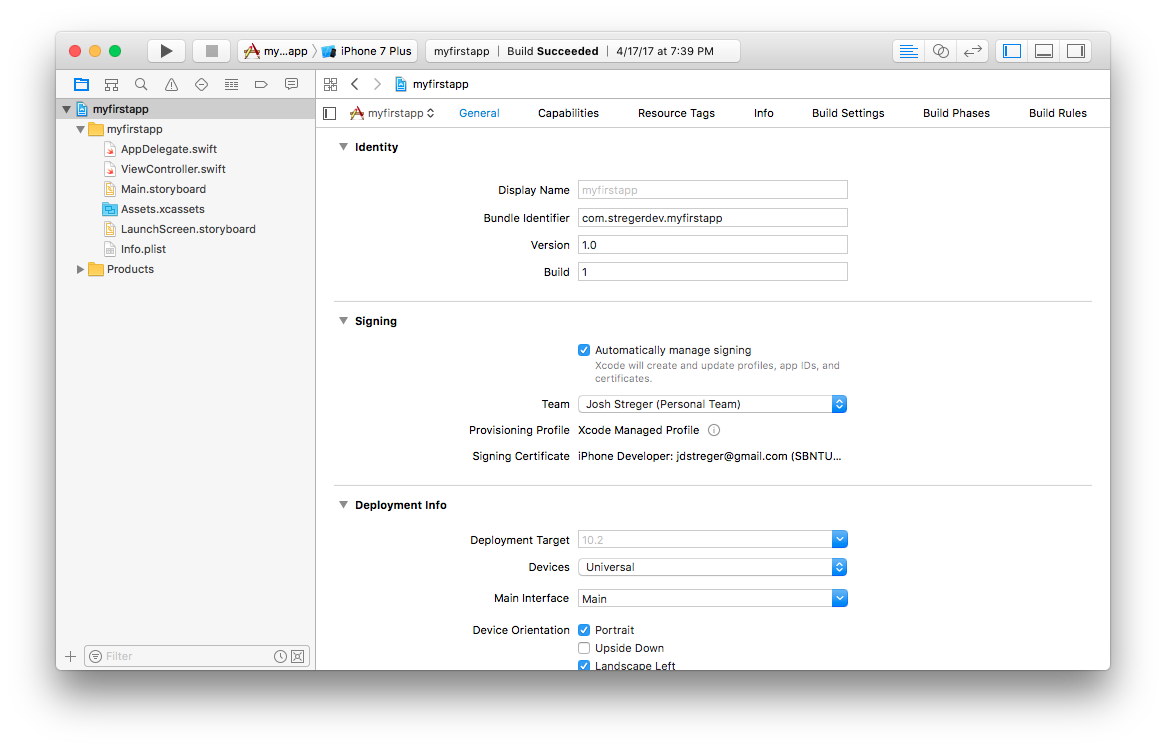 my...app iPhone 7 Plus myfirstapp | Build Succeeded | 4/17/17 at 7:39 PM
myfirstapp
myfirstapp
myfirstapp
AppDelegate.swift
ViewController.swift
Main.storyboard
Assets.xcassets
LaunchScreen.storyboard
Info.plist
Products
Filter
myfirstapp General Capabilities Resource Tags Info Build Settings Build Phases Build Rules
Identity
Display Name myfirstapp
Bundle Identifier com.stregerdev.myfirstapp
Version 1.0
Build 1
Signing
Automatically manage signing
Xcode will create and update profiles, app IDs, and
certificates.
Team Josh Streger (Personal Team)
Provisioning Profile Xcode Managed Profile
Signing Certificate iPhone Developer: jdstreger@gmail.com (SBNTU...
Deployment Info
Deployment Target 10.2
Devices Universal
Main Interface Main
Device Orientation Portrait
Upside Down
Landscape Left